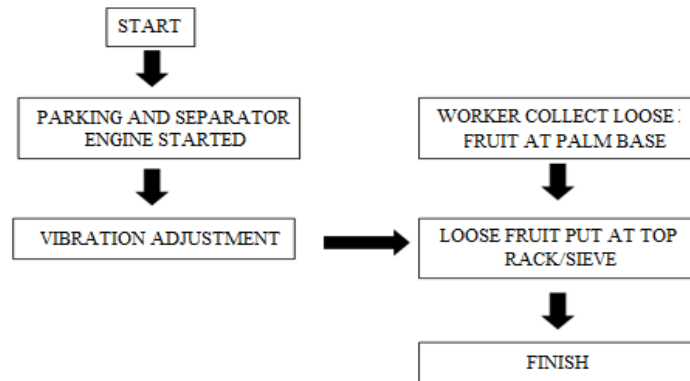 START
PARKING AND SEPARATOR
ENGINE STARTED
VIBRATION ADJUSTMENT
WORKER COLLECT LOOSE
FRUIT AT PALM BASE
LOOSE FRUIT PUT AT TOP
RACK/SIEVE
FINISH